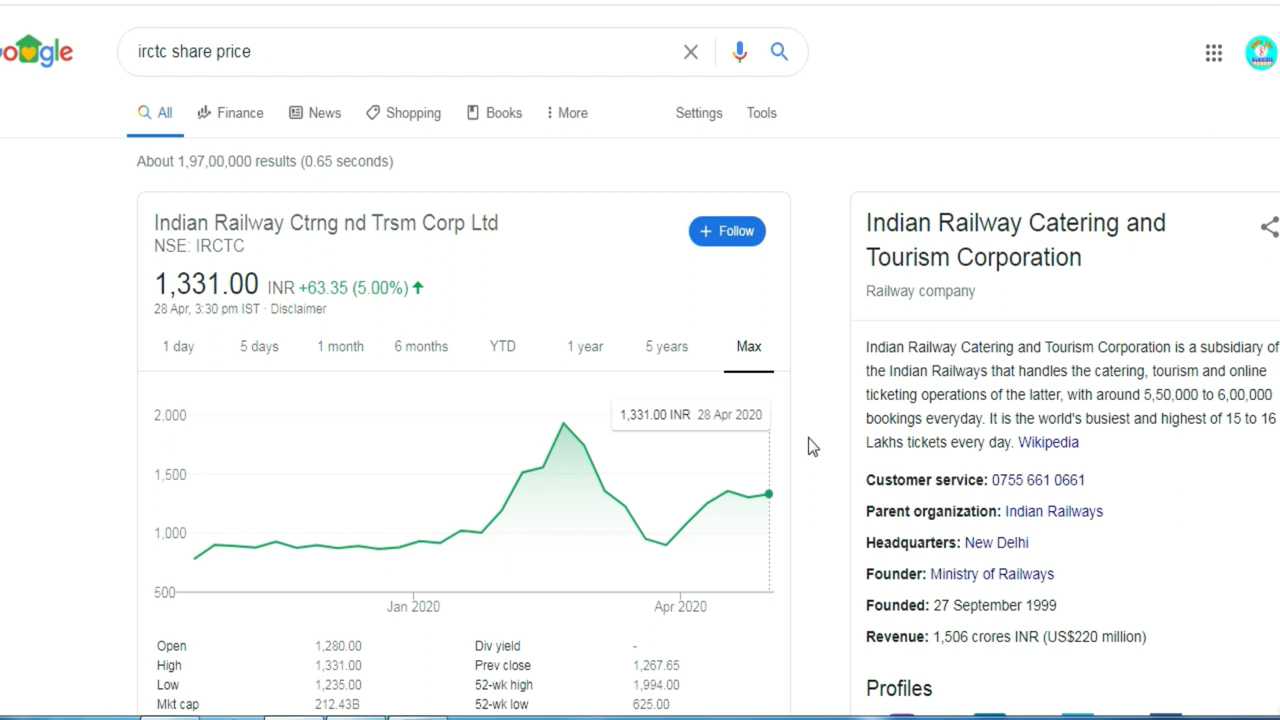 oogle
irctc share price
All Finance News Shopping Books More Settings Tools
About 1,97,00,000 results (0.65 seconds)
Indian Railway Ctrng nd Trsm Corp Ltd
NSE: IRCTC
+ Follow
1,331.00 INR +63.35 (5.00%)
28 Apr, 3:30 pm IST · Disclaimer
1 day 5 days 1 month 6 months YTD 1 year 5 years Max
1,331.00 INR 28 Apr 2020
2,000
1,500
1,000
500
Jan 2020 Apr 2020
Open 1,280.00 Div yield -
High 1,331.00 Prev close 1,267.65
Low 1,235.00 52-wk high 1,994.00
Mkt cap 212.43B 52-wk low 625.00
Indian Railway Catering and
Tourism Corporation
Railway company
Indian Railway Catering and Tourism Corporation is a subsidiary of
the Indian Railways that handles the catering, tourism and online
ticketing operations of the latter, with around 5,50,000 to 6,00,000
bookings everyday. It is the world's busiest and highest of 15 to 16
Lakhs tickets every day. Wikipedia
Customer service: 0755 661 0661
Parent organization: Indian Railways
Headquarters: New Delhi
Founder: Ministry of Railways
Founded: 27 September 1999
Revenue: 1,506 crores INR (US$220 million)
Profiles